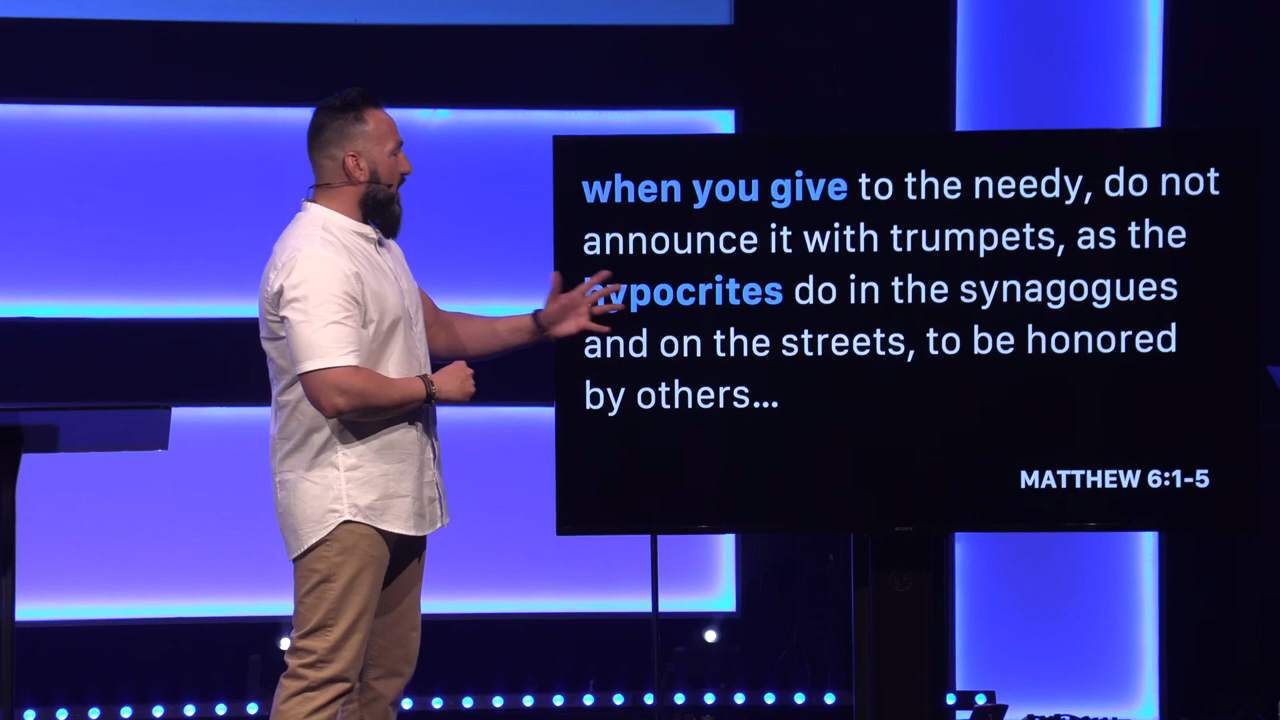 when you give to the needy, do not
announce it with trumpets, as the
hypocrites do in the synagogues
and on the streets, to be honored
by others...
MATTHEW 6:1-5